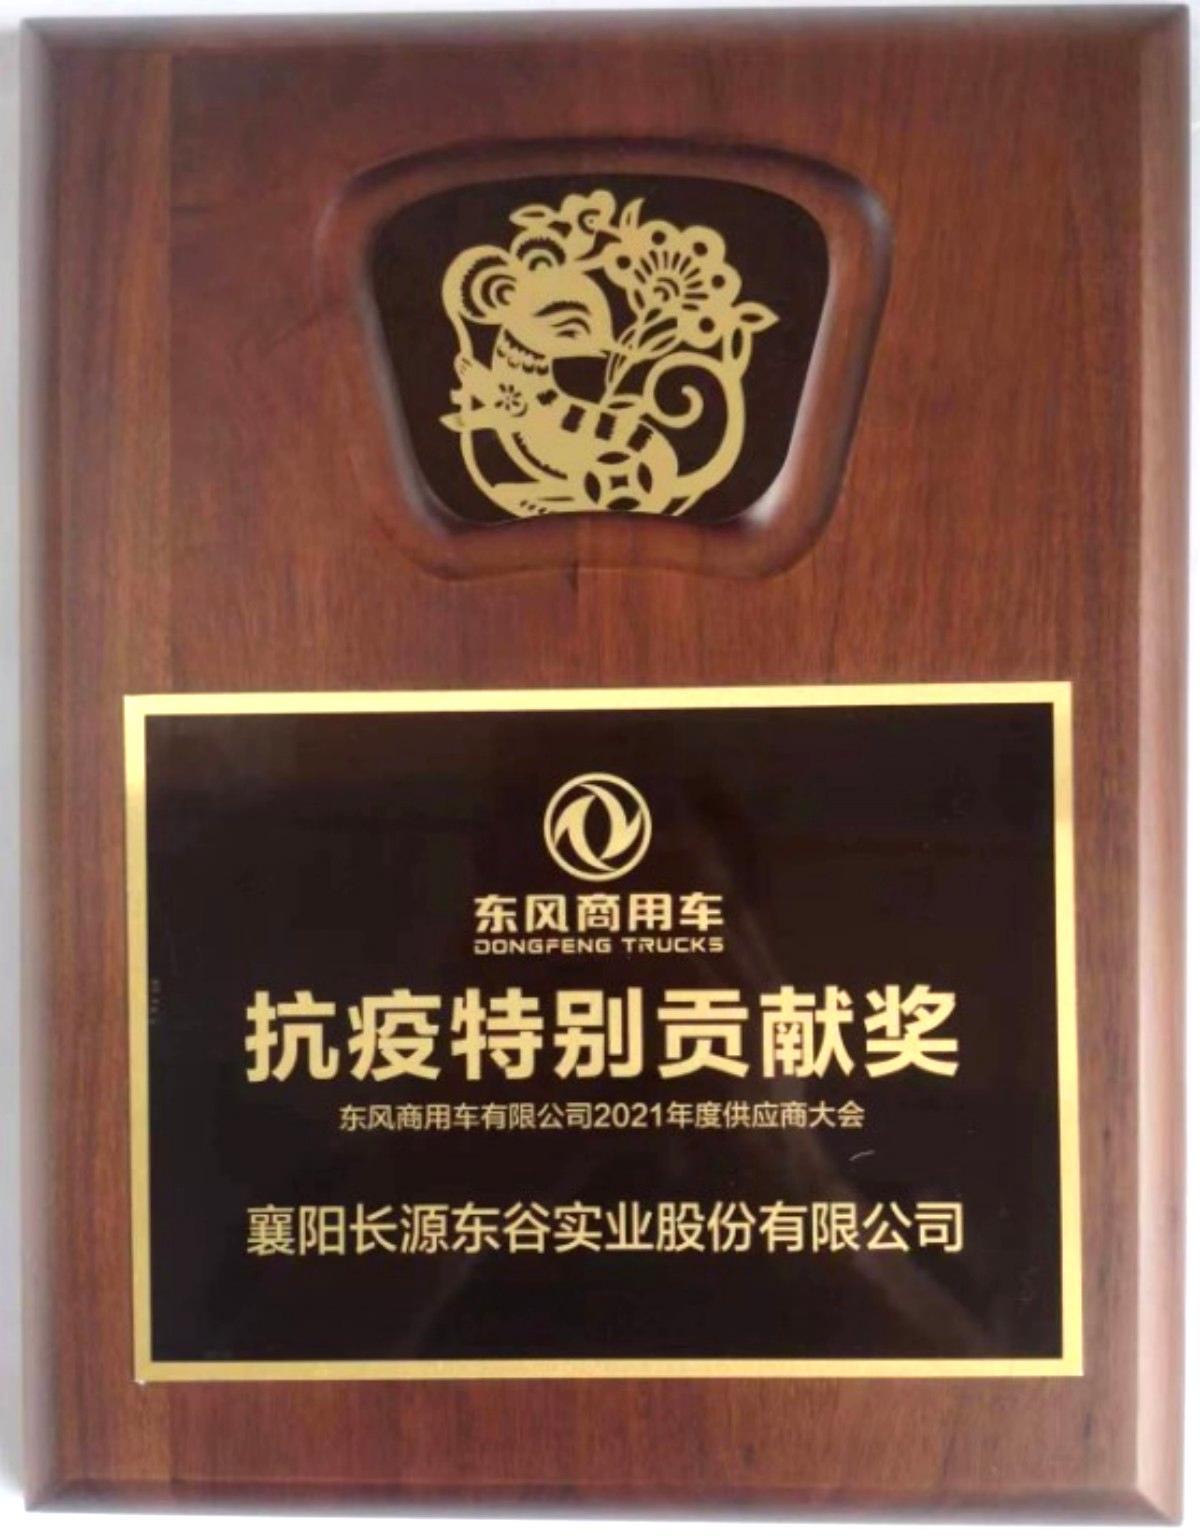 东风商用车
DONGFENG TRUCKS
抗疫特别贡献奖
东风商用车有限公司2021年度供应商大会
襄阳长源东谷实业股份有限公司